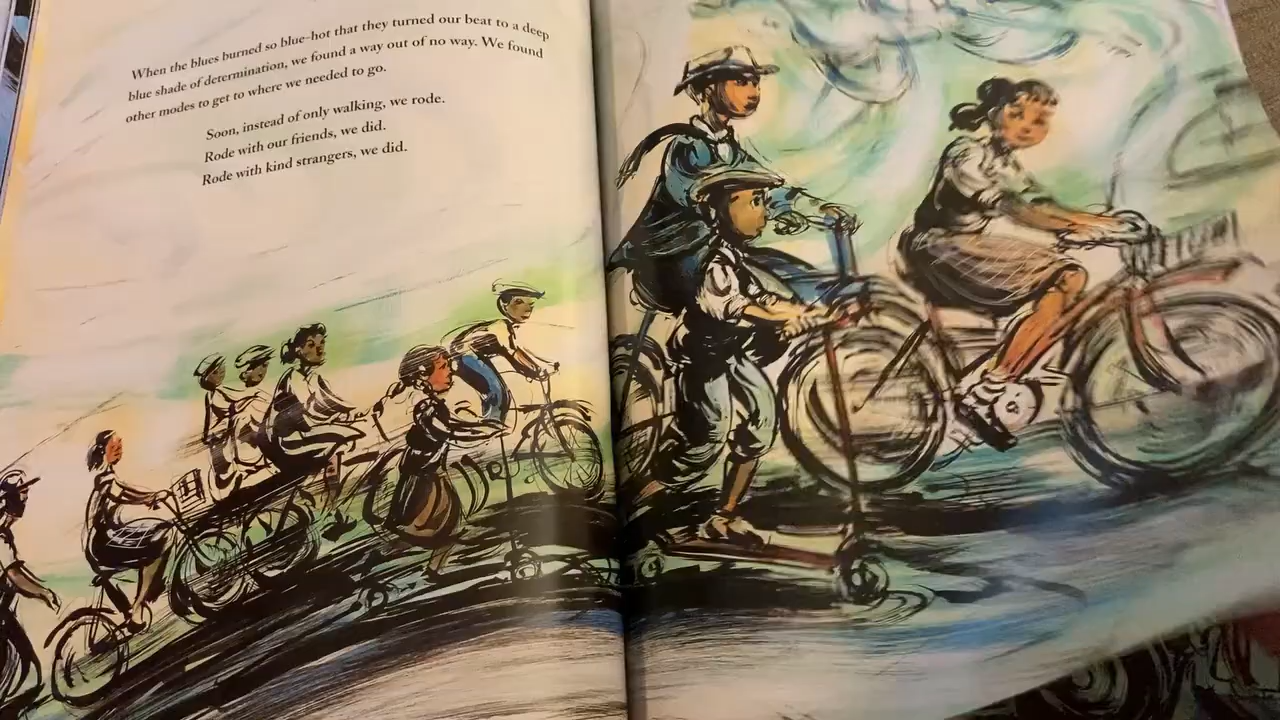 When the blues burned so blue-hot that they turned our beat to a deep
blue shade of determination, we found a way out of no way. We found
other modes to get to where we needed to go.
Soon, instead of only walking, we rode.
Rode with our friends, we did.
Rode with kind strangers, we did.